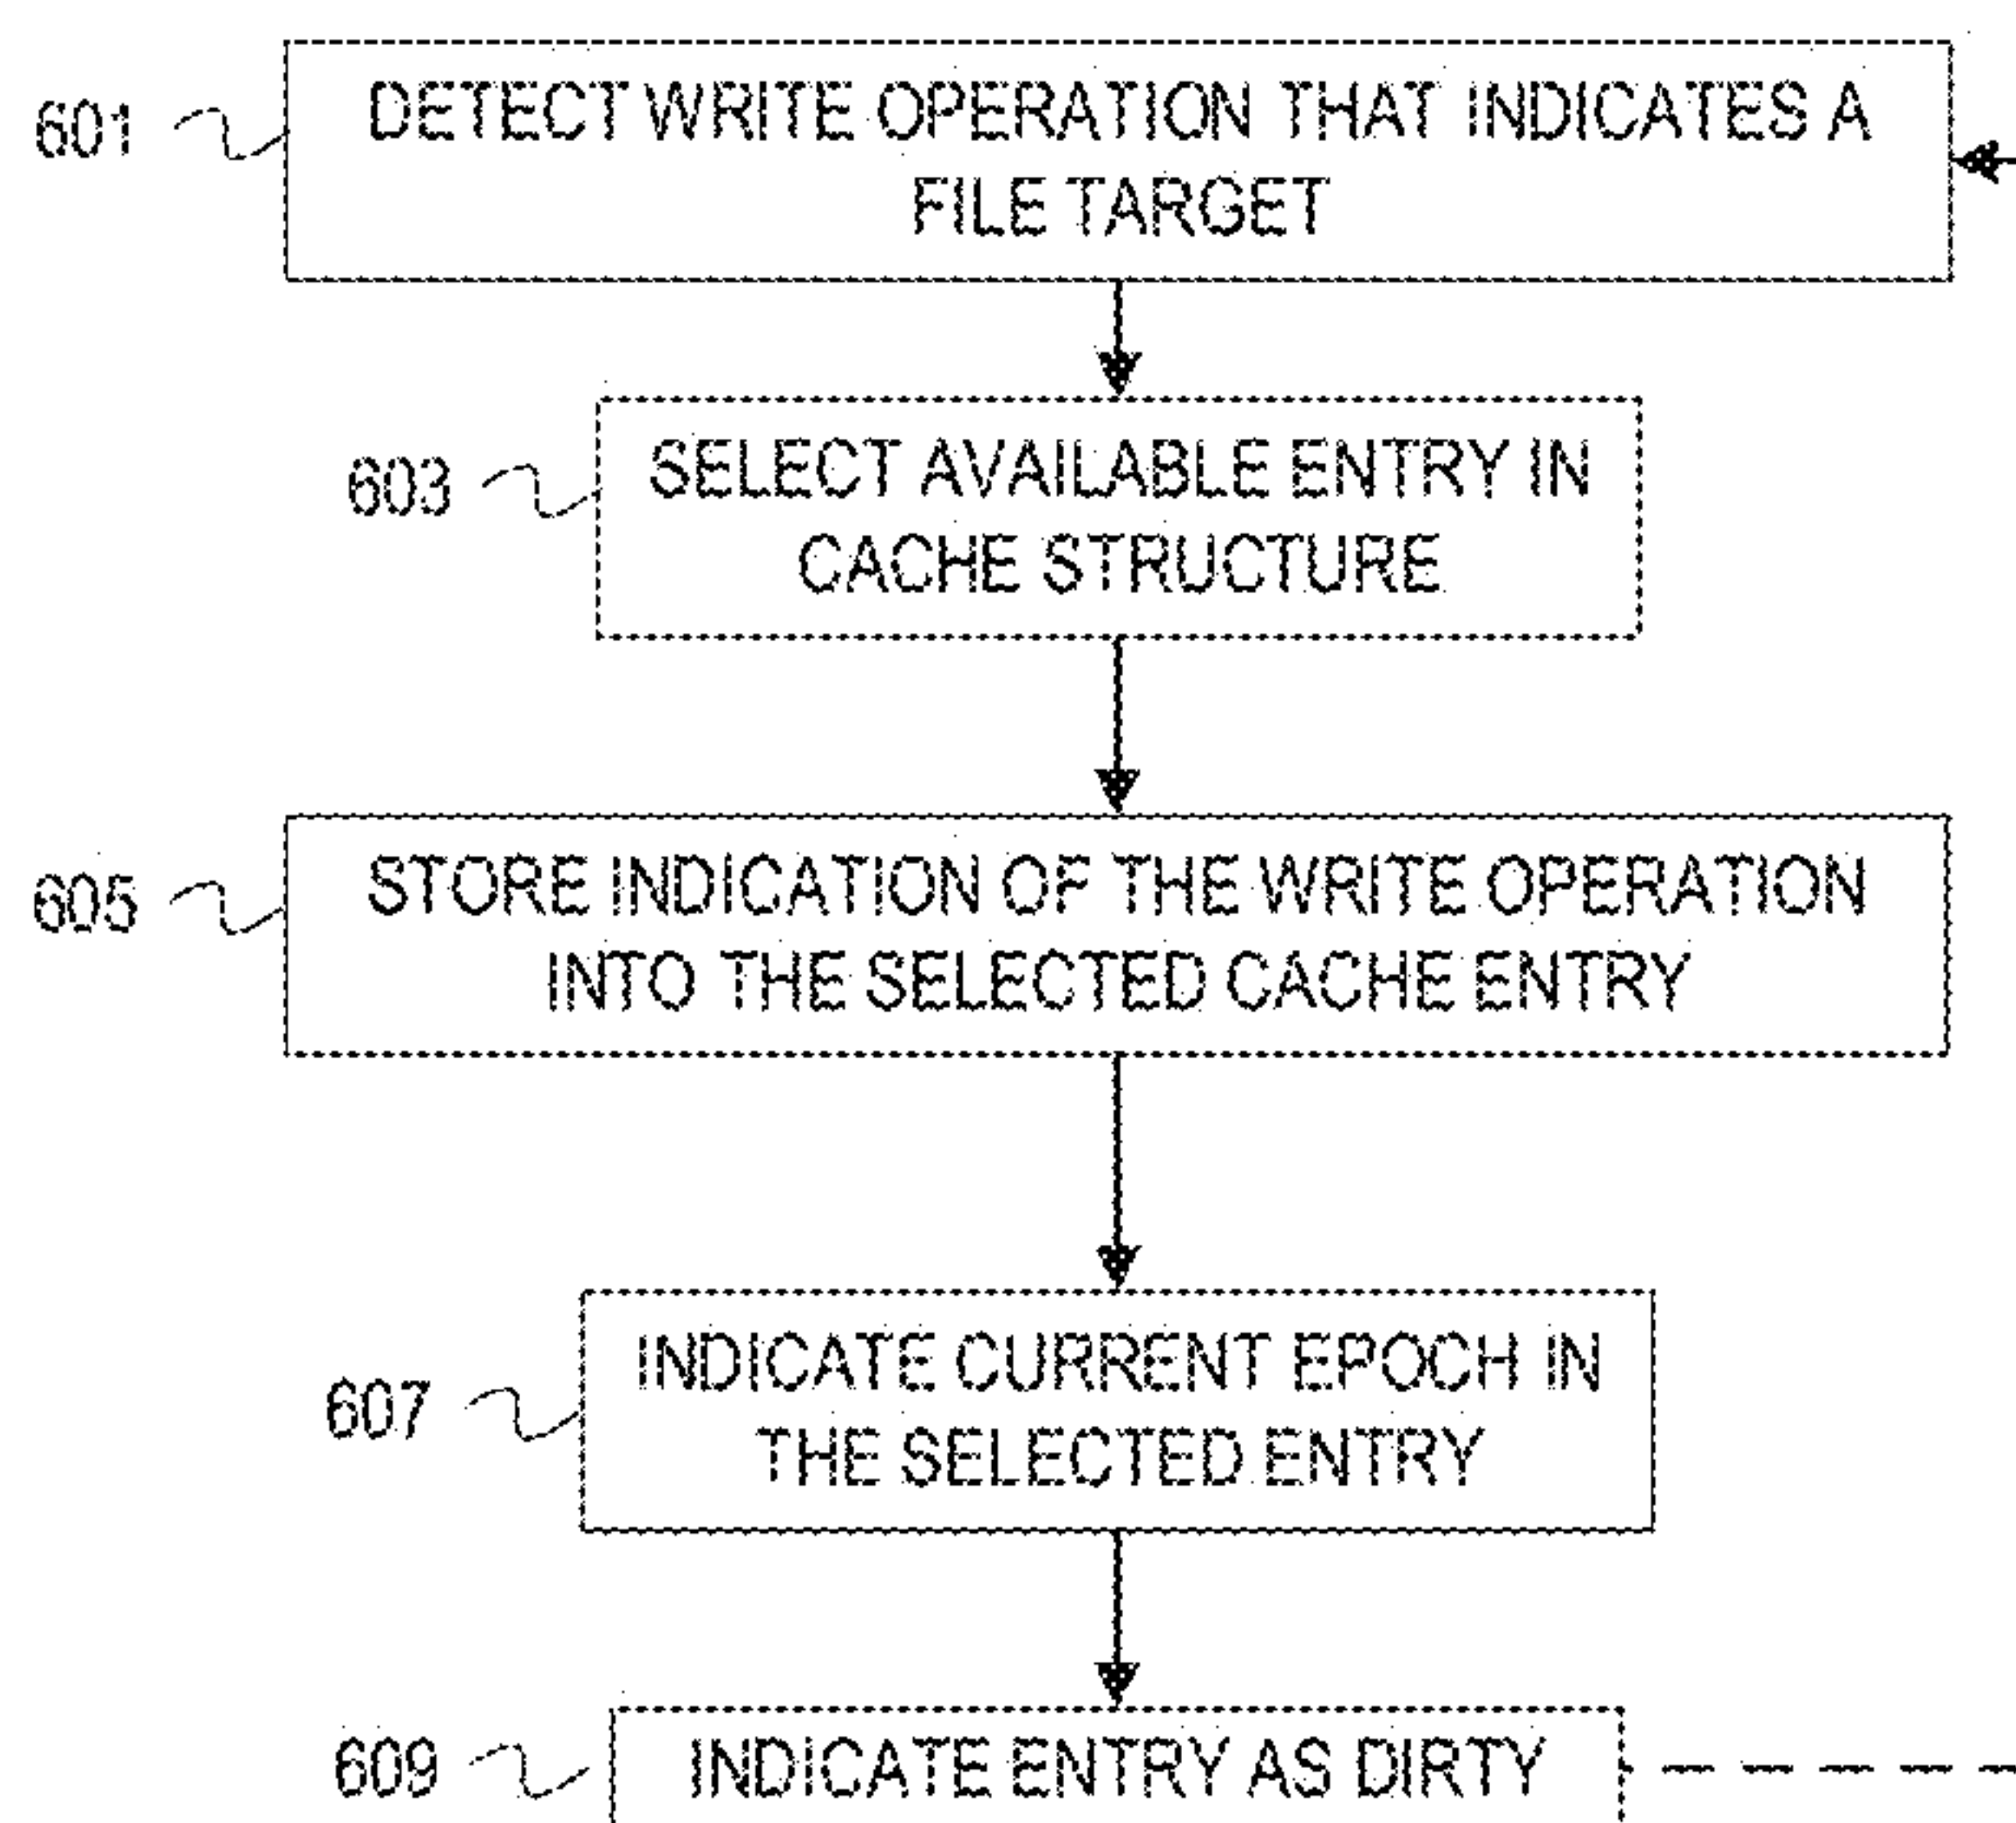 601
DETECT WRITE OPERATION THAT INDICATES A
FILE TARGET
603
SELECT AVAILABLE ENTRY IN
CACHE STRUCTURE
605
STORE INDICATION OF THE WRITE OPERATION
INTO THE SELECTED CACHE ENTRY
607
INDICATE CURRENT EPOCH IN
THE SELECTED ENTRY
609
INDICATE ENTRY AS DIRTY